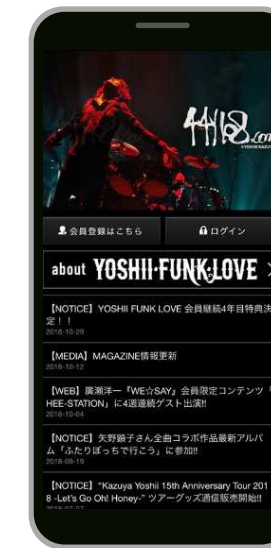 会員登録はこちら
ログイン
about YOSHII FUNK LOVE
【NOTICE】YOSHII FUNK LOVE 会員継続4年目特典決
定！！
2018-10-29
【MEDIA】MAGAZINE情報更新
2018-10-12
【WEB】廣瀬洋一『WE☆SAY』会員限定コンテンツ「
HEE-STATION」に4週連続ゲスト出演!!
2018-10-04
【NOTICE】矢野顕子さん全曲コラボ作品最新アルバ
ム「ふたりぼっちで行こう」に参加!!
2018-09-19
【NOTICE】"Kazuya Yoshii 15th Anniversary Tour 201
8 -Let's Go Oh! Honey-" ツアーグッズ通信販売開始!!